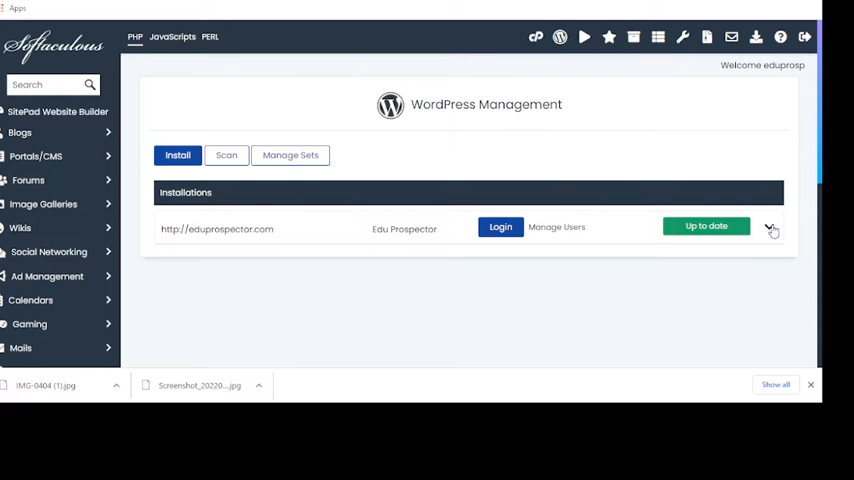 Apps
Softaculous
PHP JavaScripts PERL
Welcome eduprosp
Search
WordPress Management
SitePad Website Builder
Blogs
Portals/CMS
Forums
Image Galleries
Wikis
Social Networking
Ad Management
Calendars
Gaming
Mails
Install Scan Manage Sets
Installations
http://eduprospector.com Edu Prospector Login Manage Users Up to date
IMG-0404 (1).jpg Screenshot_20220....jpg Show all